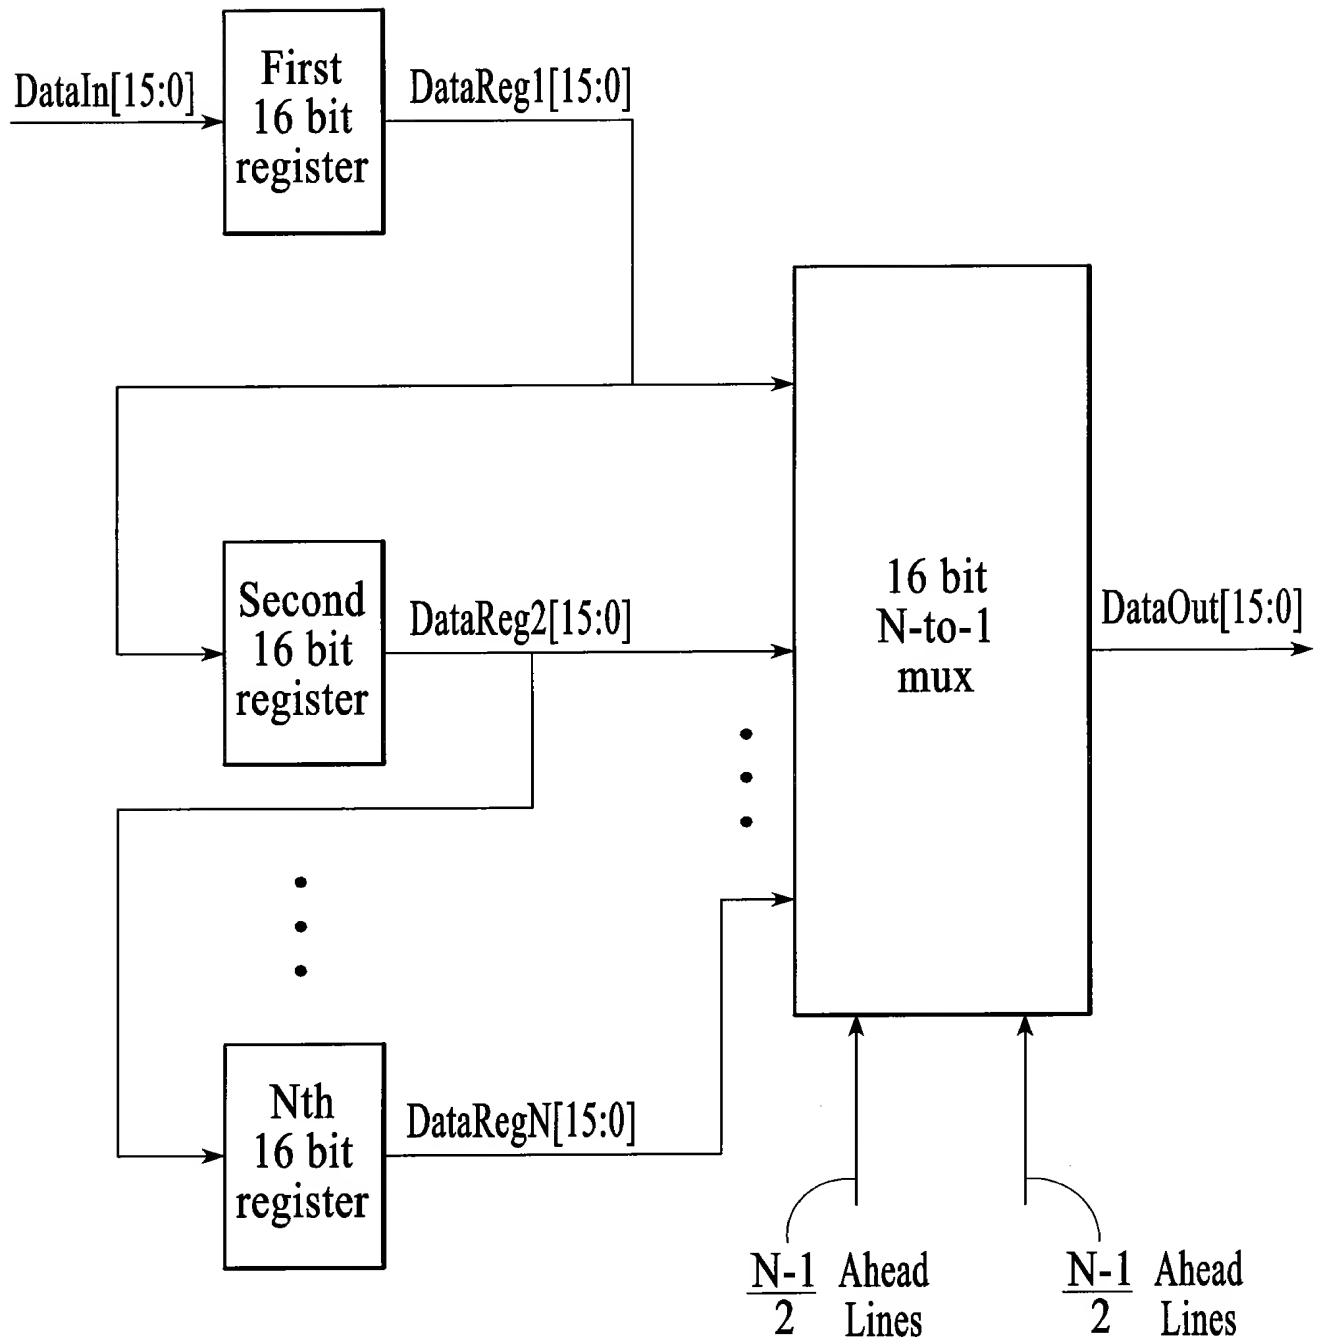 First
16 bit
register
DataIn[15:0]
DataReg1[15:0]
Second
16 bit
register
DataReg2[15:0]
16 bit
N-to-1
mux
DataOut[15:0]
Nth
16 bit
register
DataRegN[15:0]
N-1
2
Ahead
Lines
N-1
2
Ahead
Lines